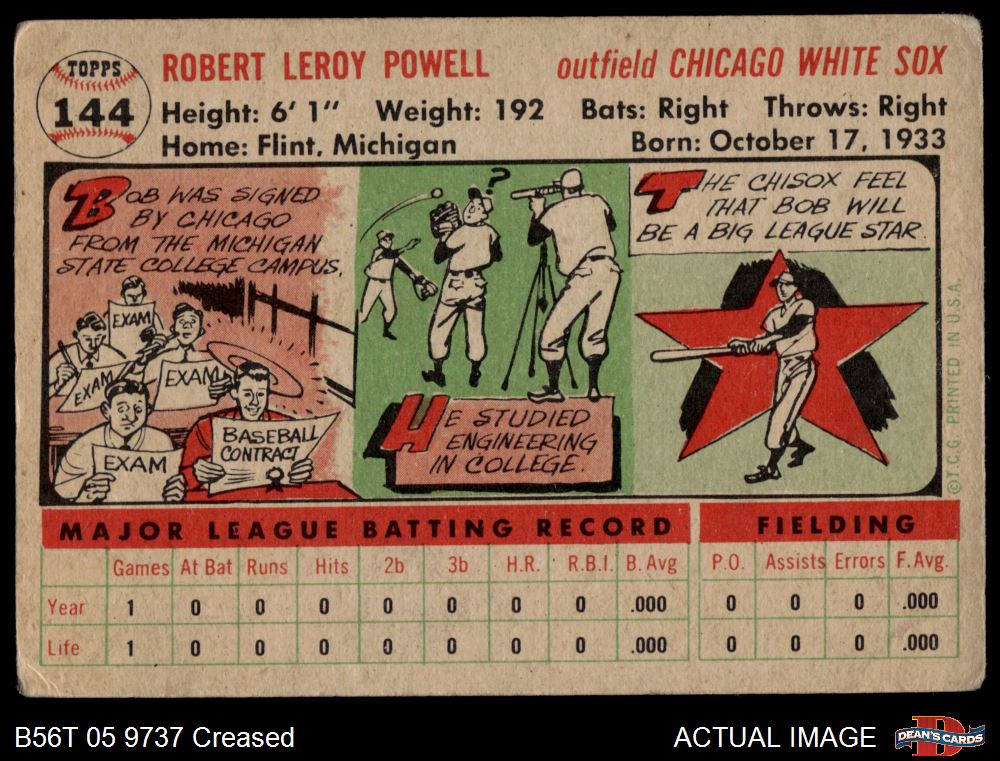 TOPPS
144
ROBERT LEROY POWELL outfield CHICAGO WHITE SOX
Height: 6' 1" Weight: 192 Bats: Right Throws: Right
Home: Flint, Michigan Born: October 17, 1933
BOB WAS SIGNED
BY CHICAGO
FROM THE MICHIGAN
STATE COLLEGE CAMPUS.
EXAM
EXAM
EXAM
EXAM
BASEBALL
CONTRACT
?
HE STUDIED
ENGINEERING
IN COLLEGE.
THE CHISOX FEEL
THAT BOB WILL
BE A BIG LEAGUE STAR.
©T.C.G. PRINTED IN U.S.A.
MAJOR LEAGUE BATTING RECORD FIELDING
Games At Bat Runs Hits 2b 3b H.R. R.B.I. B. Avg P.O. Assists Errors F. Avg.
Year 1 0 0 0 0 0 0 0 .000 0 0 0 .000
Life 1 0 0 0 0 0 0 0 .000 0 0 0 .000
B56T 05 9737 Creased ACTUAL IMAGE
DEAN'S CARDS